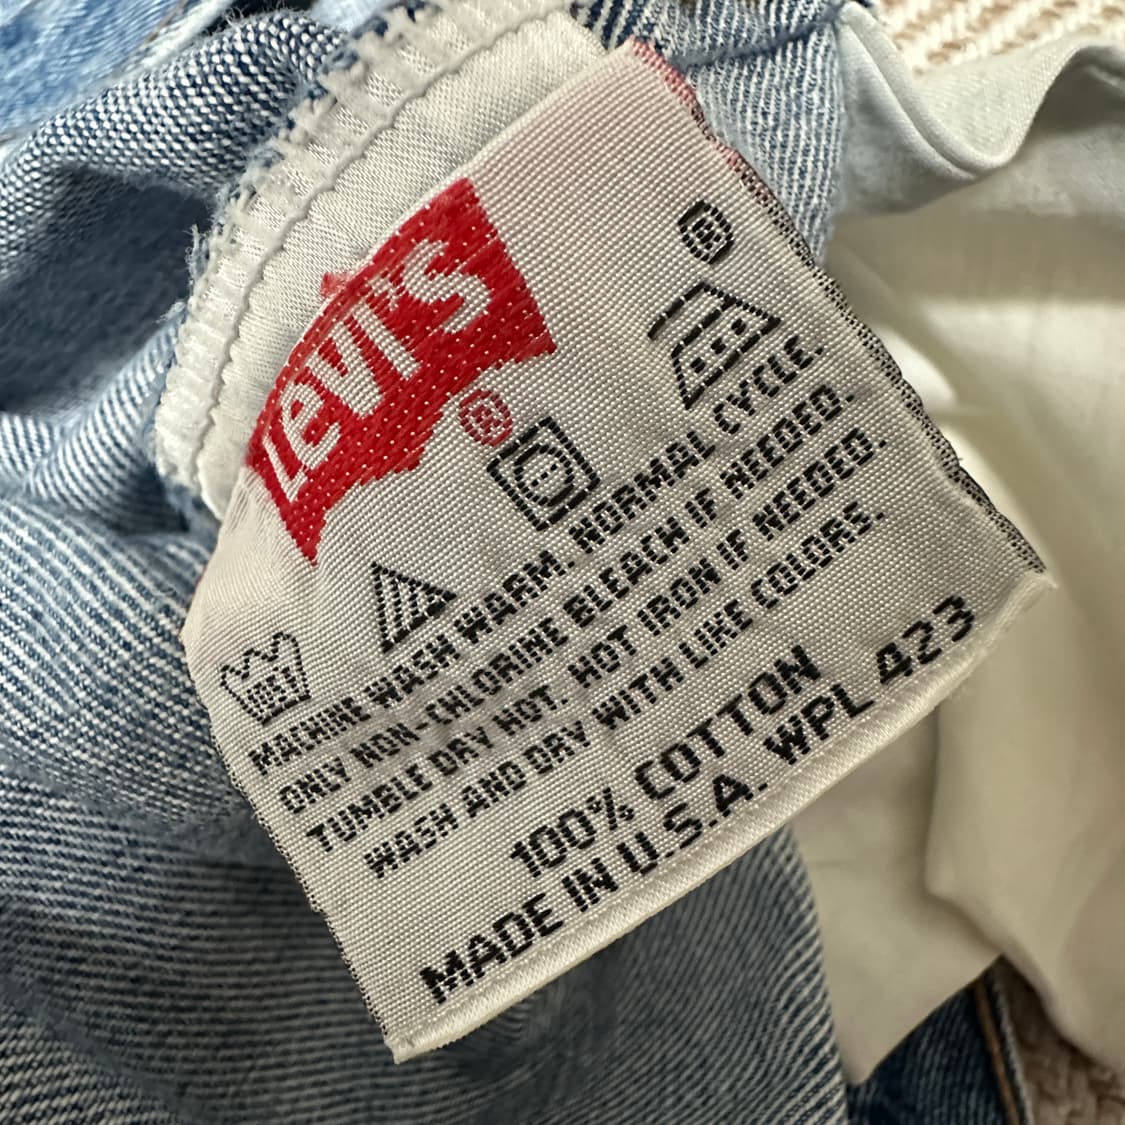 Levi's®
®
MACHINE WASH WARM. NORMAL CYCLE.
ONLY NON-CHLORINE BLEACH IF NEEDED.
TUMBLE DRY HOT. HOT IRON IF NEEDED.
WASH AND DRY WITH LIKE COLORS.
100% COTTON
MADE IN U.S.A. WPL 423